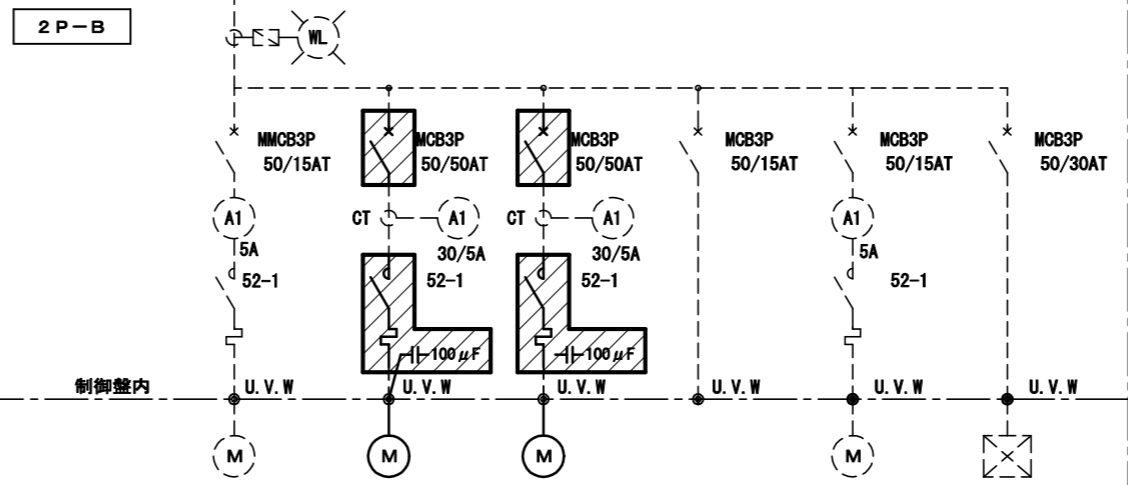 2P-B
WL
MMCB3P
50/15AT
MCB3P
50/50AT
MCB3P
50/50AT
MCB3P
50/15AT
MCB3P
50/15AT
MCB3P
50/30AT
A1
CT
A1
CT
A1
A1
5A
30/5A
30/5A
5A
52-1
52-1
52-1
52-1
100μF
100μF
制御盤内
U.V.W
U.V.W
U.V.W
U.V.W
U.V.W
U.V.W
M
M
M
M